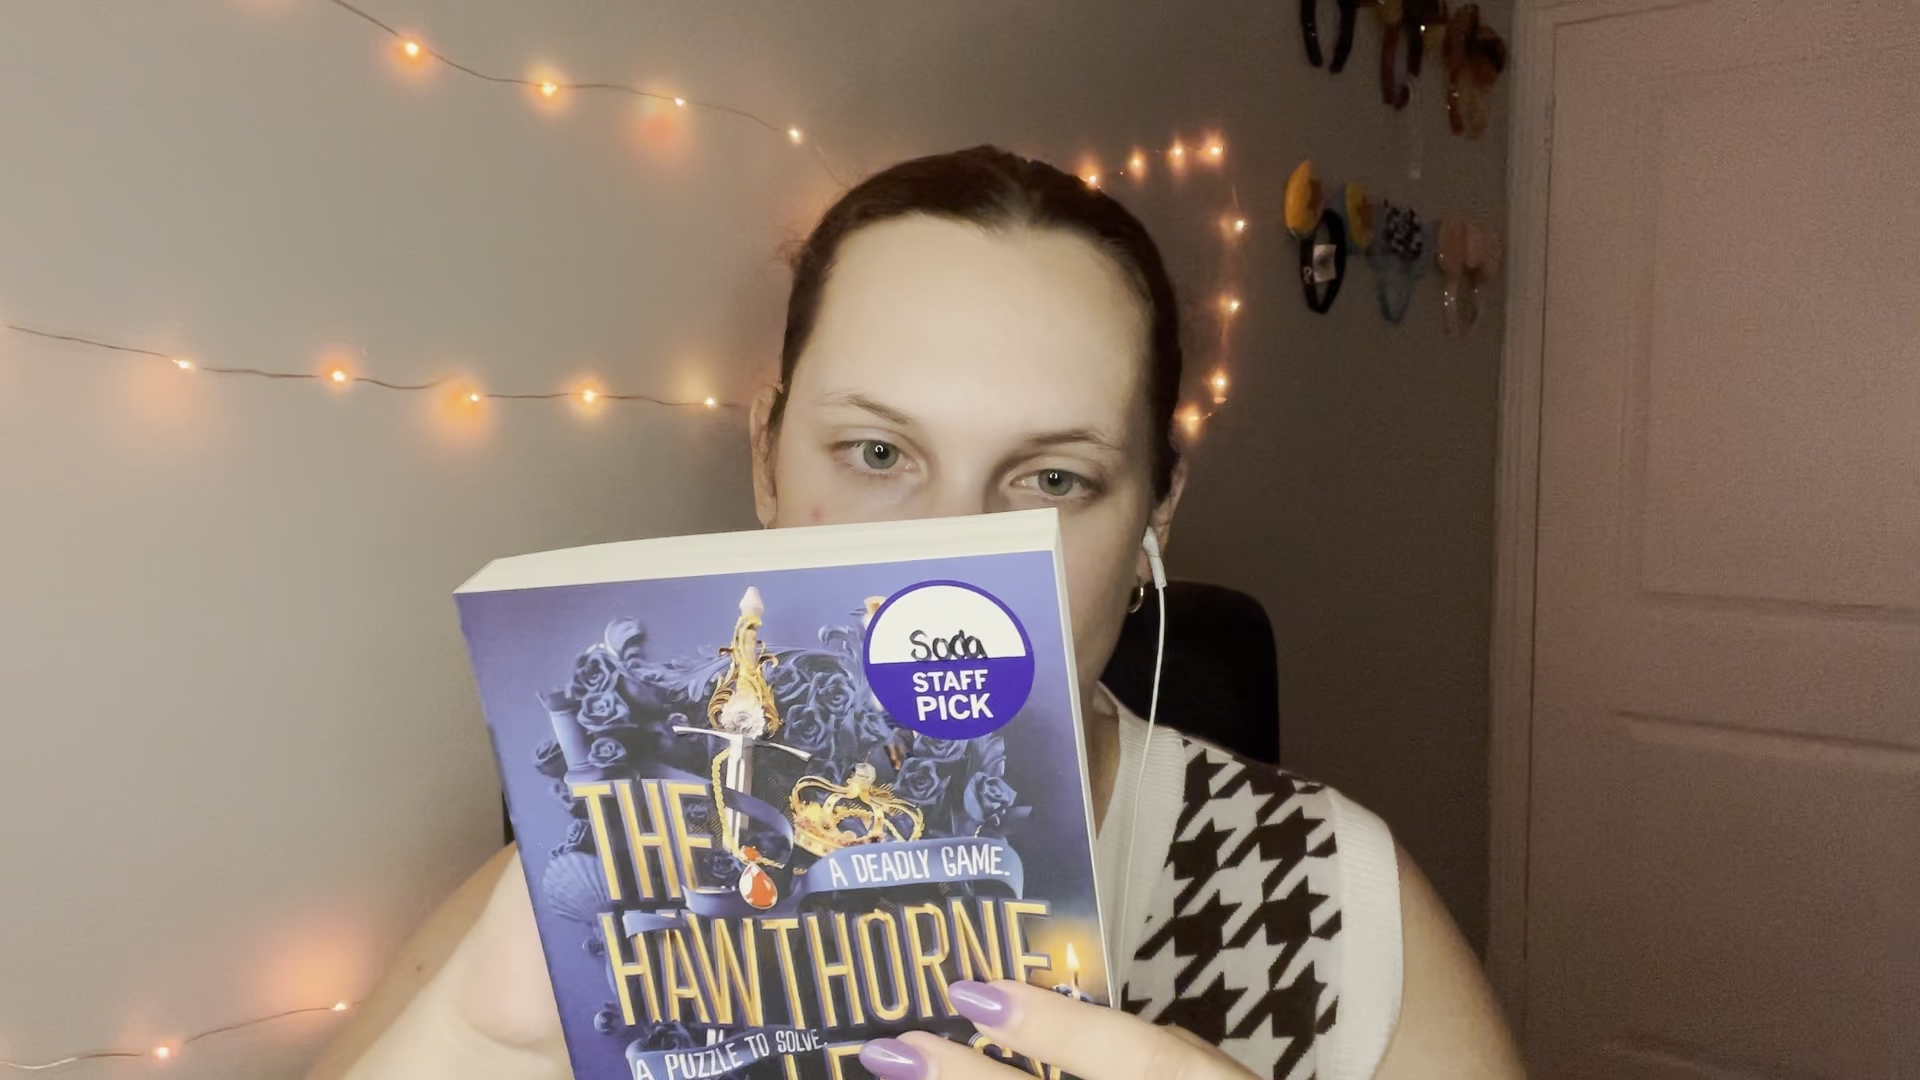 Soda
STAFF
PICK
THE
A DEADLY GAME.
HAWTHORNE
A PUZZLE TO SOLVE.